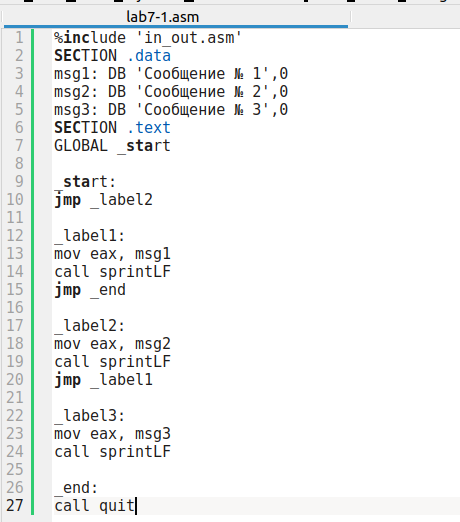 lab7-1.asm
1 %include 'in_out.asm'
2 SECTION .data
3 msg1: DB 'Сообщение № 1',0
4 msg2: DB 'Сообщение № 2',0
5 msg3: DB 'Сообщение № 3',0
6 SECTION .text
7 GLOBAL _start
8
9 _start:
10 jmp _label2
11
12 _label1:
13 mov eax, msg1
14 call sprintLF
15 jmp _end
16
17 _label2:
18 mov eax, msg2
19 call sprintLF
20 jmp _label1
21
22 _label3:
23 mov eax, msg3
24 call sprintLF
25
26 _end:
27 call quit